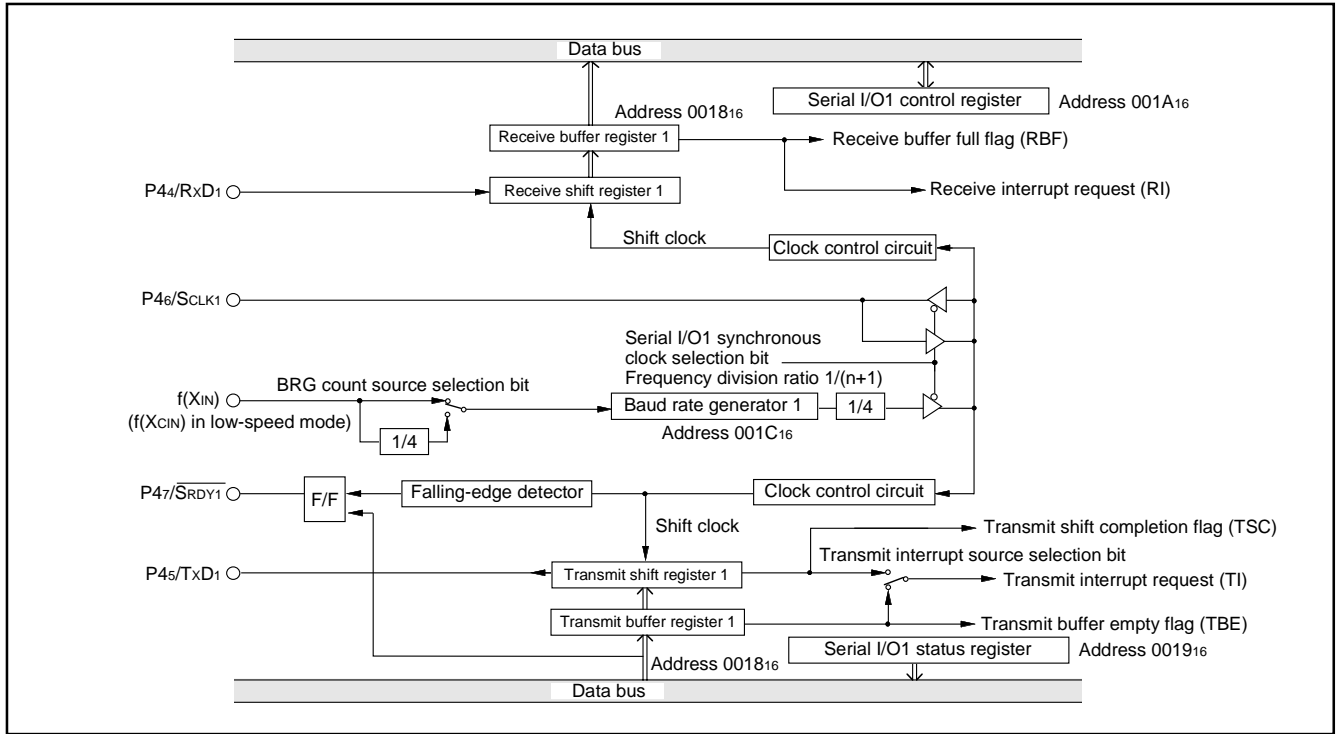 Data bus
Serial I/O1 control register Address 001A16
Address 001816
Receive buffer register 1 Receive buffer full flag (RBF)
P44/RXD1 Receive shift register 1 Receive interrupt request (RI)
Shift clock Clock control circuit
P46/SCLK1
Serial I/O1 synchronous
clock selection bit
BRG count source selection bit Frequency division ratio 1/(n+1)
f(XIN) Baud rate generator 1 1/4
(f(XCIN) in low-speed mode) 1/4 Address 001C16
P47/SRDY1 F/F Falling-edge detector Clock control circuit
Shift clock Transmit shift completion flag (TSC)
Transmit interrupt source selection bit
P45/TXD1 Transmit shift register 1 Transmit interrupt request (TI)
Transmit buffer register 1 Transmit buffer empty flag (TBE)
Address 001816 Serial I/O1 status register Address 001916
Data bus